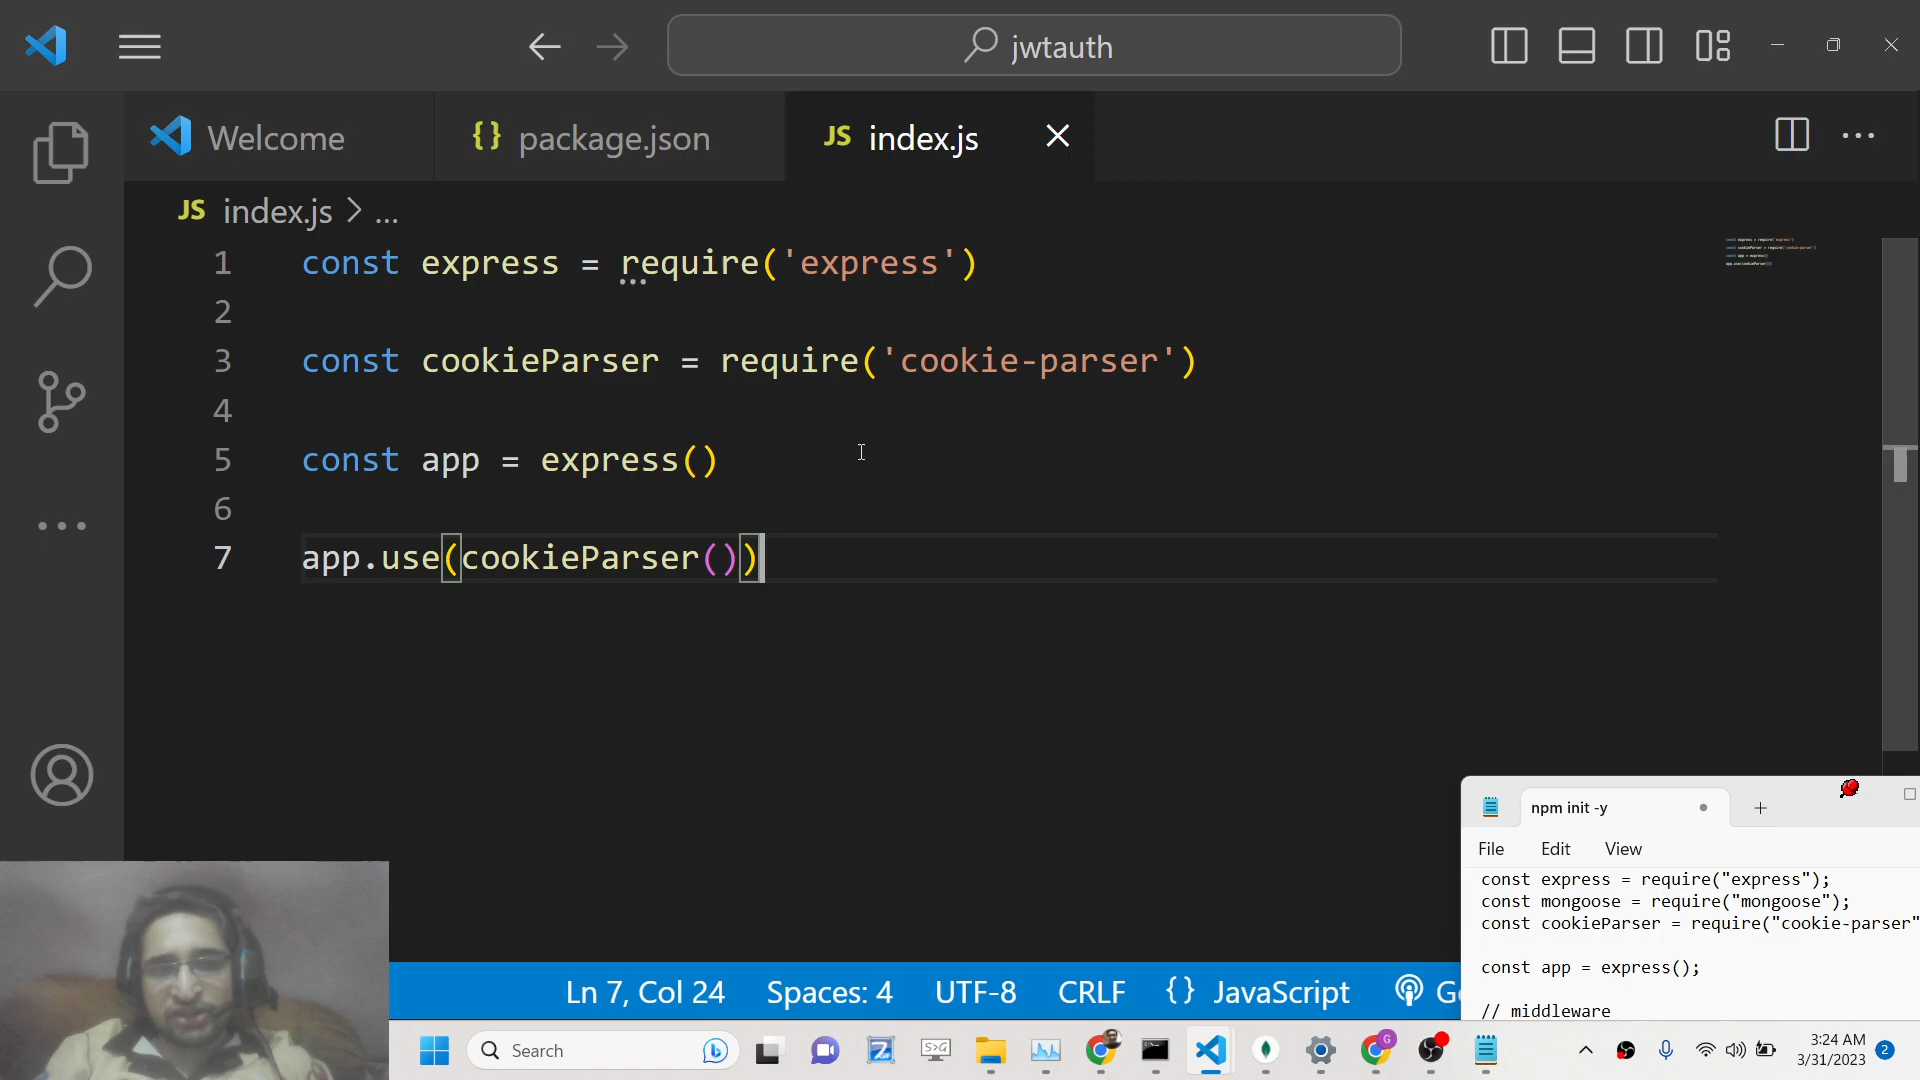 jwtauth
Welcome
{} package.json
JS index.js
JS index.js > ...
1 const express = require('express')
2
3 const cookieParser = require('cookie-parser')
4
5 const app = express()
6
7 app.use(cookieParser())
npm init -y
File Edit View
const express = require("express");
const mongoose = require("mongoose");
const cookieParser = require("cookie-parser"
const app = express();
// middleware
Ln 7, Col 24 Spaces: 4 UTF-8 CRLF {} JavaScript G
Search
3:24 AM
3/31/2023
2